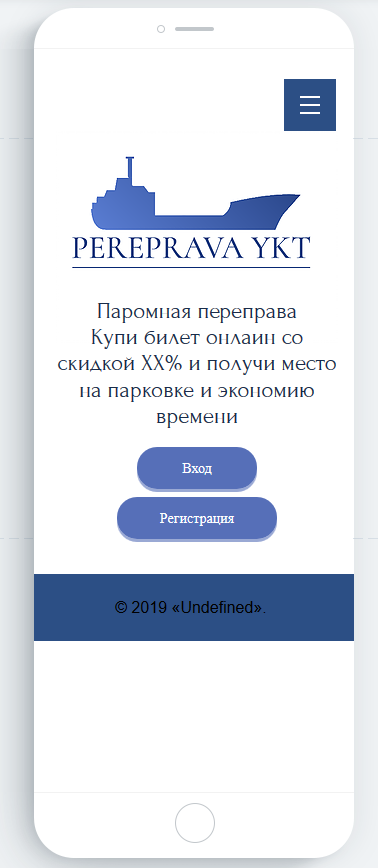 PEREPRAVA YKT
Паромная переправа
Купи билет онлаин со
скидкой XX% и получи место
на парковке и экономию
времени
Вход
Регистрация
© 2019 «Undefined».